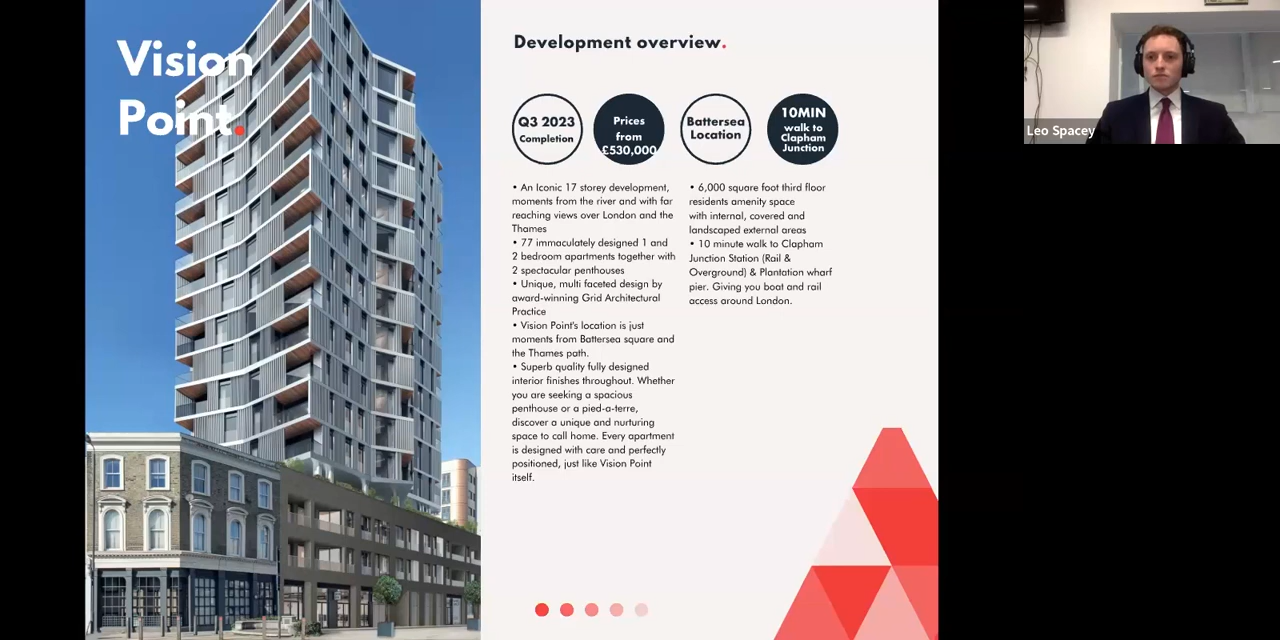 Vision
Point.
Development overview.
Q3 2023
Completion
Prices
from
£530,000
Battersea
Location
10MIN
walk to
Clapham
Junction
• An Iconic 17 storey development,
moments from the river and with far
reaching views over London and the
Thames
• 77 immaculately designed 1 and
2 bedroom apartments together with
2 spectacular penthouses
• Unique, multi faceted design by
award-winning Grid Architectural
Practice
• Vision Point's location is just
moments from Battersea square and
the Thames path.
• Superb quality fully designed
interior finishes throughout. Whether
you are seeking a spacious
penthouse or a pied-a-terre,
discover a unique and nurturing
space to call home. Every apartment
is designed with care and perfectly
positioned, just like Vision Point
itself.
• 6,000 square foot third floor
residents amenity space
with internal, covered and
landscaped external areas
• 10 minute walk to Clapham
Junction Station (Rail &
Overground) & Plantation wharf
pier. Giving you boat and rail
access around London.
Leo Spacey